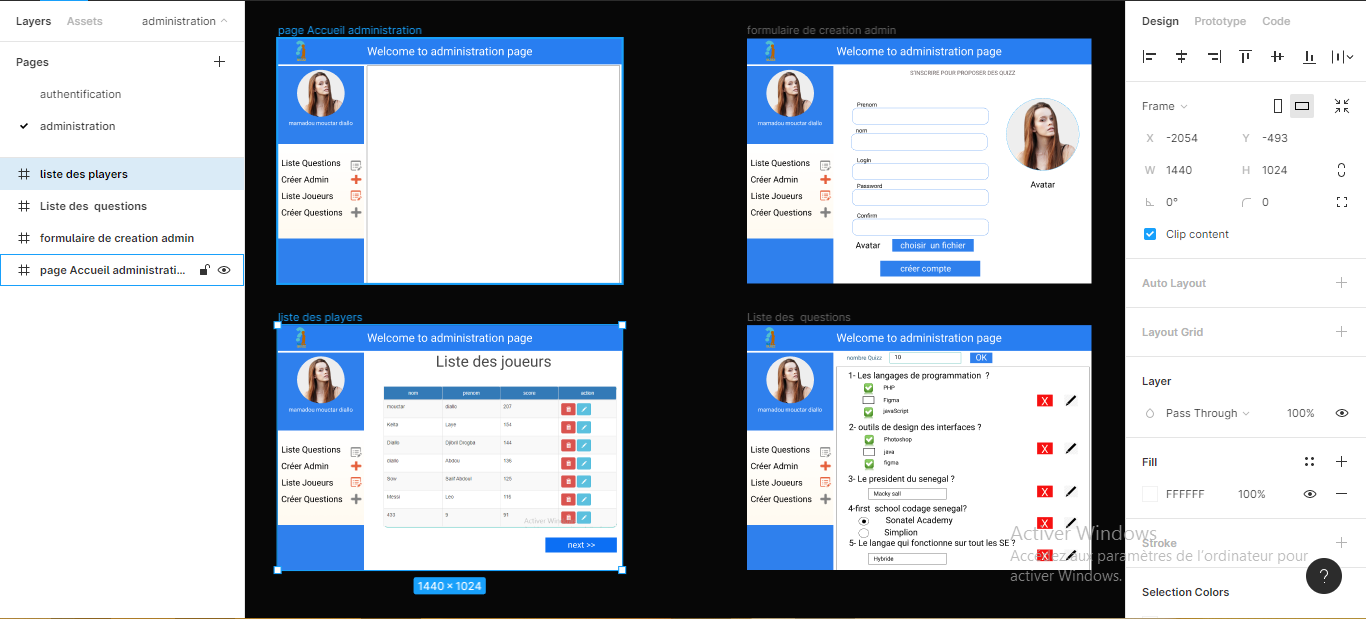 Layers Assets administration
Pages
authentification
administration
liste des players
Liste des questions
formulaire de creation admin
page Accueil administrati...
page Accueil administration
Welcome to administration page
mamadou mouctar diallo
Liste Questions
Créer Admin
Liste Joueurs
Créer Questions
formulaire de creation admin
Welcome to administration page
mamadou mouctar diallo
Liste Questions
Créer Admin
Liste Joueurs
Créer Questions
S'INSCRIRE POUR PROPOSER DES QUIZZ
Prenom
nom
Login
Password
Confirm
Avatar choisir un fichier
créer compte
Avatar
liste des players
Welcome to administration page
mamadou mouctar diallo
Liste Questions
Créer Admin
Liste Joueurs
Créer Questions
Liste des joueurs
nom prenom score action
mouctar diallo 207
Keita Laye 154
Diallo Djibril Drogba 144
diallo Abdou 136
Sow Sarif Abdoul 125
Messi Leo 116
433 9 91
next >>
1440 × 1024
Liste des questions
Welcome to administration page
mamadou mouctar diallo
Liste Questions
Créer Admin
Liste Joueurs
Créer Questions
nombre Quizz 10 OK
1- Les langages de programmation ?
PHP
Figma X
javaScript
2- outils de design des interfaces ?
Photoshop
java X
figma
3- Le president du senegal ?
Macky sall X
4-first school codage senegal?
Sonatel Academy X
Simplion
5- Le langae qui fonctionne sur tout les SE ?
Hybride X
Design Prototype Code
Frame
X -2054 Y -493
W 1440 H 1024
0° 0
Clip content
Auto Layout
Layout Grid
Layer
Pass Through 100%
Fill
FFFFFF 100%
Stroke
Selection Colors
?
Activer Windows
Accédez aux paramètres de l'ordinateur pour
activer Windows.